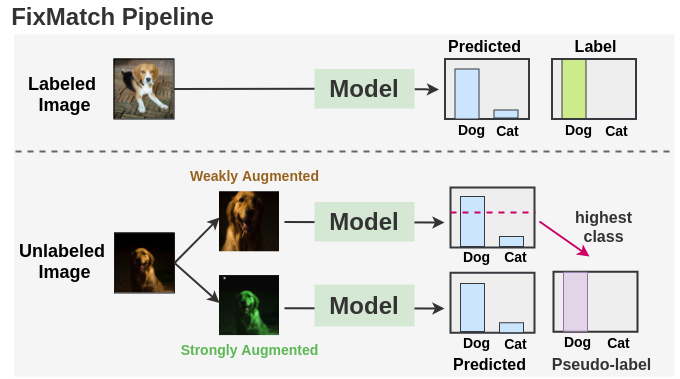 FixMatch Pipeline
Predicted
Label
Labeled
Image
Model
Dog Cat
Dog Cat
Weakly Augmented
Unlabeled
Image
Model
highest
class
Dog Cat
Model
Dog Cat
Dog Cat
Strongly Augmented
Predicted
Pseudo-label